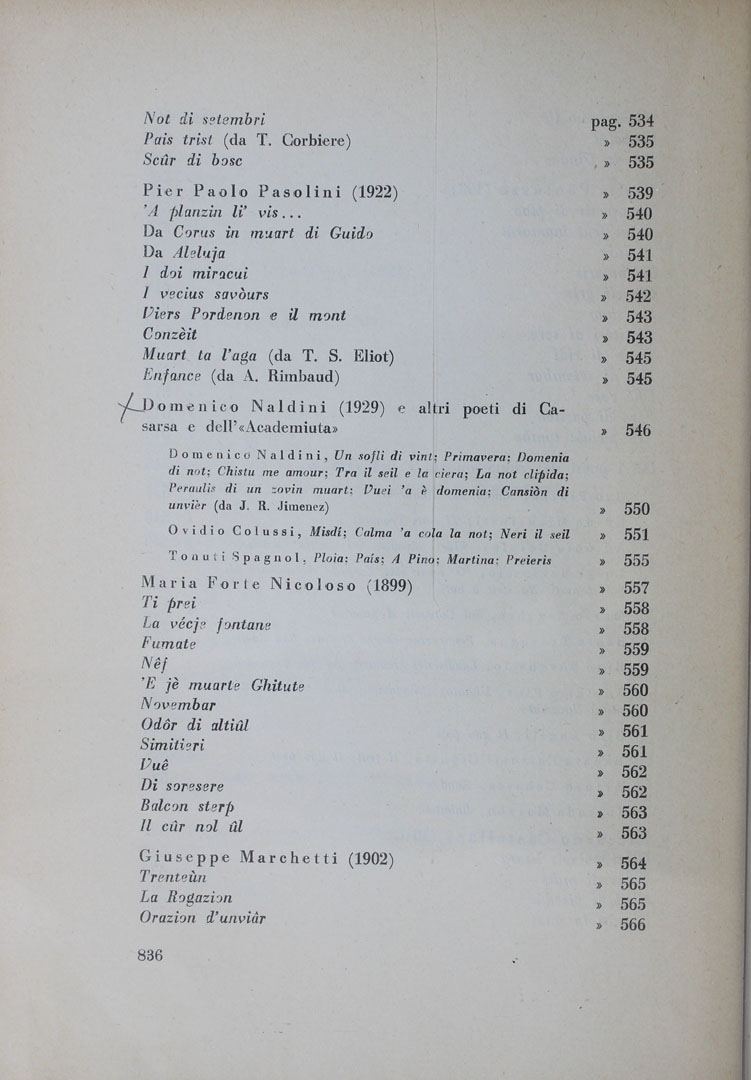 Not di setembri pag. 534
Pais trist (da T. Corbiere) » 535
Scûr di bosc » 535
Pier Paolo Pasolini (1922) » 539
'A planzin li' vis... » 540
Da Corus in muart di Guido » 540
Da Aleluja » 541
I doi miracui » 541
I vecius savòurs » 542
Viers Pordenon e il mont » 543
Conzèit » 543
Muart ta l'aga (da T. S. Eliot) » 545
Enfance (da A. Rimbaud) » 545
Domenico Naldini (1929) e altri poeti di Ca-
sarsa e dell'«Academiuta» » 546
Domenico Naldini, Un sofli di vint; Primavera; Domenia
di not; Chistu me amour; Tra il seil e la ciera; La not clipida;
Peraulis di un zovin muart; Vuei 'a è domenia; Cansiòn di
unvièr (da J. R. Jimenez) » 550
Ovidio Colussi, Misdí; Calma 'a cola la not; Neri il seil » 551
Tonuti Spagnol, Ploia; País; A Pino; Martina; Preieris » 555
Maria Forte Nicoloso (1899) » 557
Ti prei » 558
La vécje fontane » 558
Fumate » 559
Nêf » 559
'E jè muarte Ghitute » 560
Novembar » 560
Odôr di altiûl » 561
Simitieri » 561
Vuê » 562
Di soresere » 562
Balcon sterp » 563
Il cûr nol ûl » 563
Giuseppe Marchetti (1902) » 564
Trenteùn » 565
La Rogazion » 565
Orazion d'unviâr » 566
836